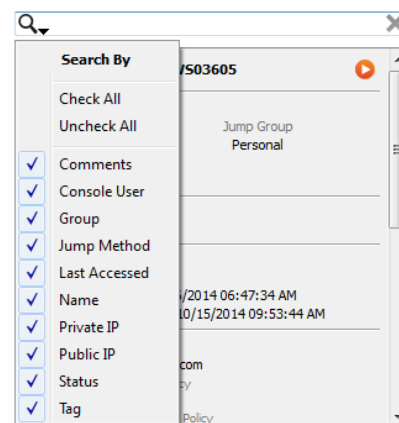 Search By
VS03605
Check All
Uncheck All
Jump Group
Personal
Comments
Console User
Group
Jump Method
Last Accessed
Name
/2014 06:47:34 AM
Private IP
10/15/2014 09:53:44 AM
Public IP
.com
Status
Tag
Policy